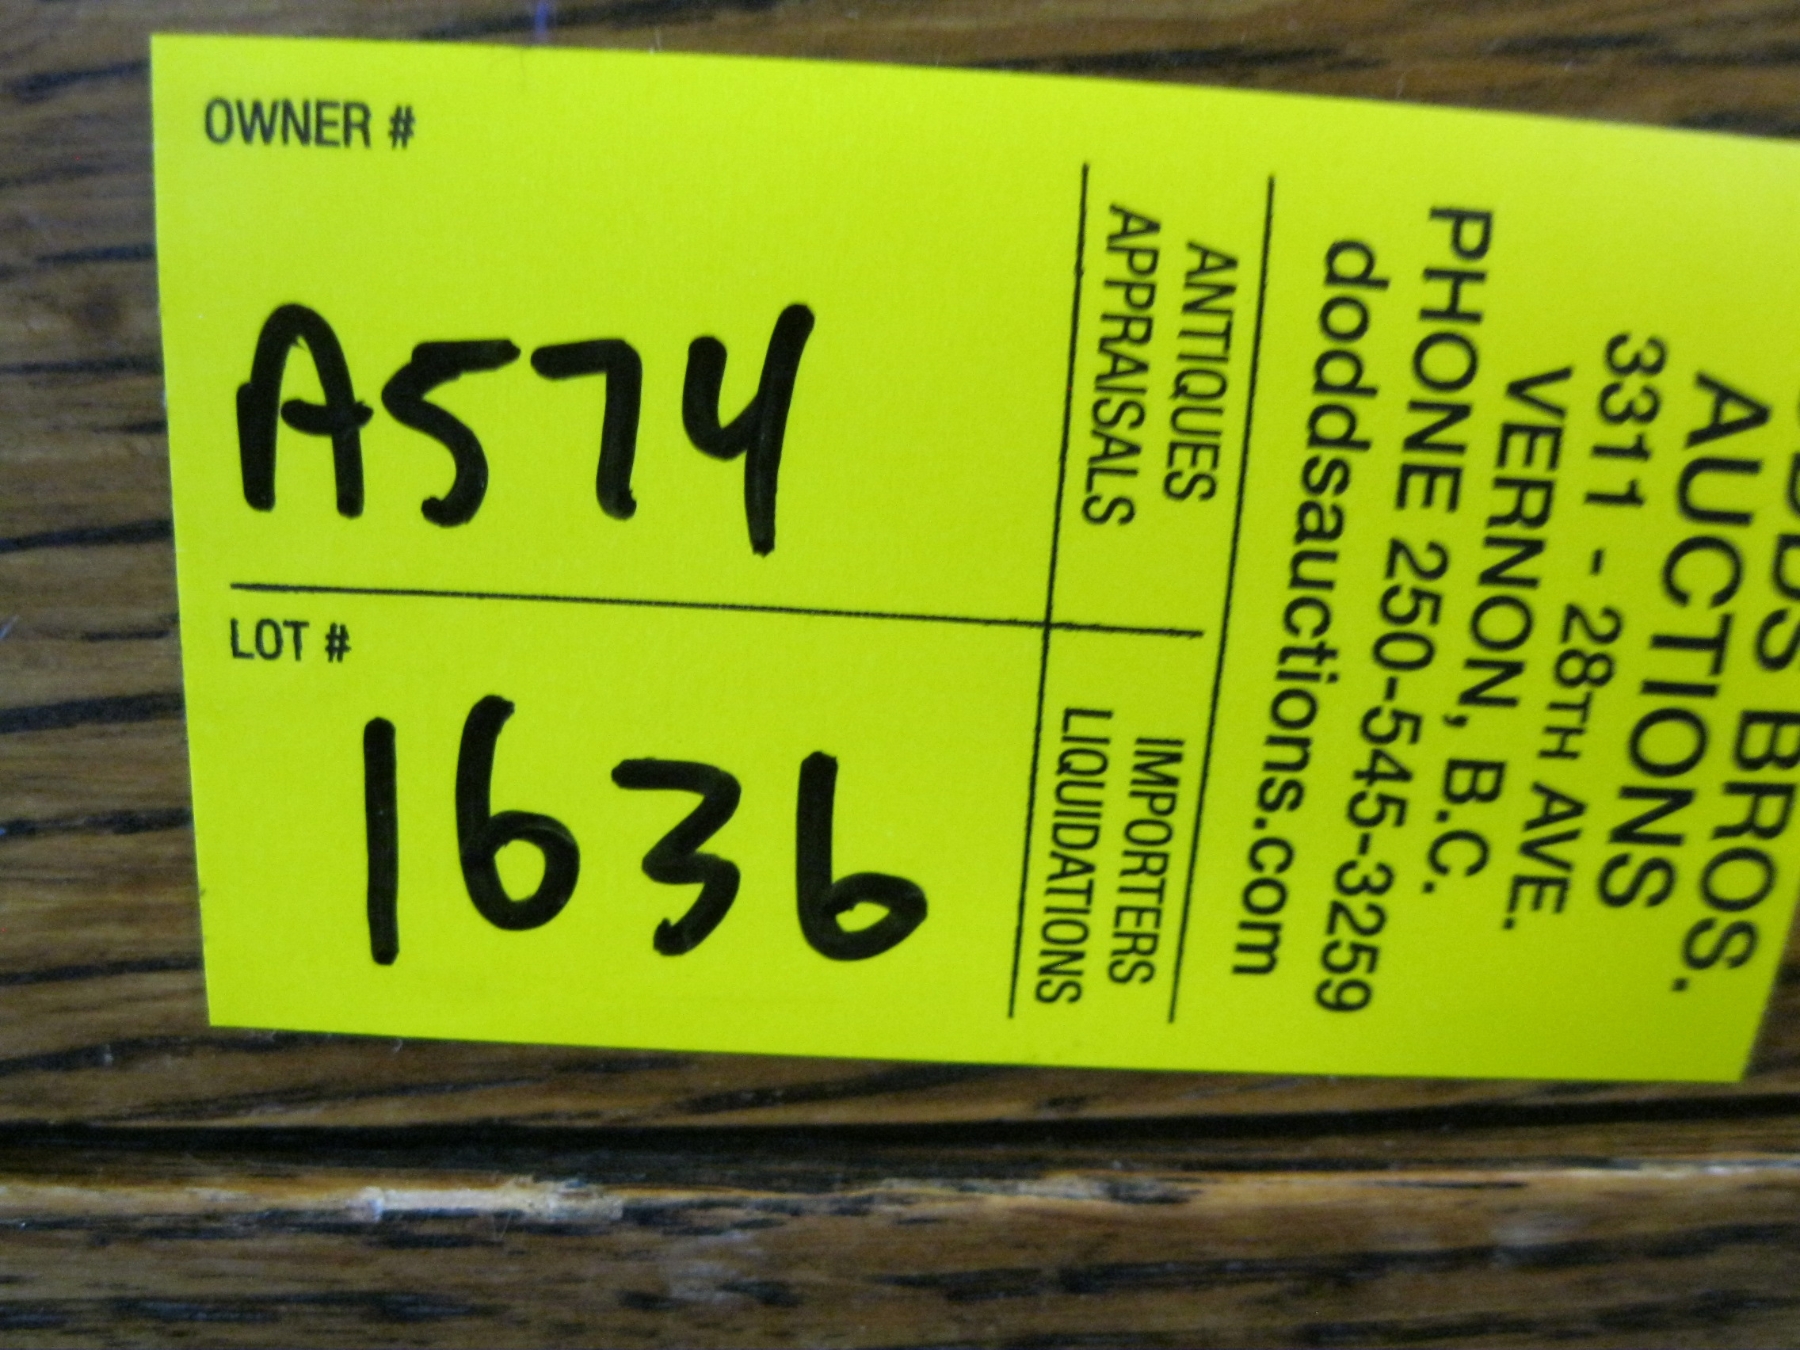 OWNER #
A574
LOT #
1636
ANTIQUES
APPRAISALS
IMPORTERS
LIQUIDATIONS
BROS.
AUCTIONS
3311 - 28TH AVE.
VERNON, B.C.
PHONE 250-545-3259
doddsauctions.com